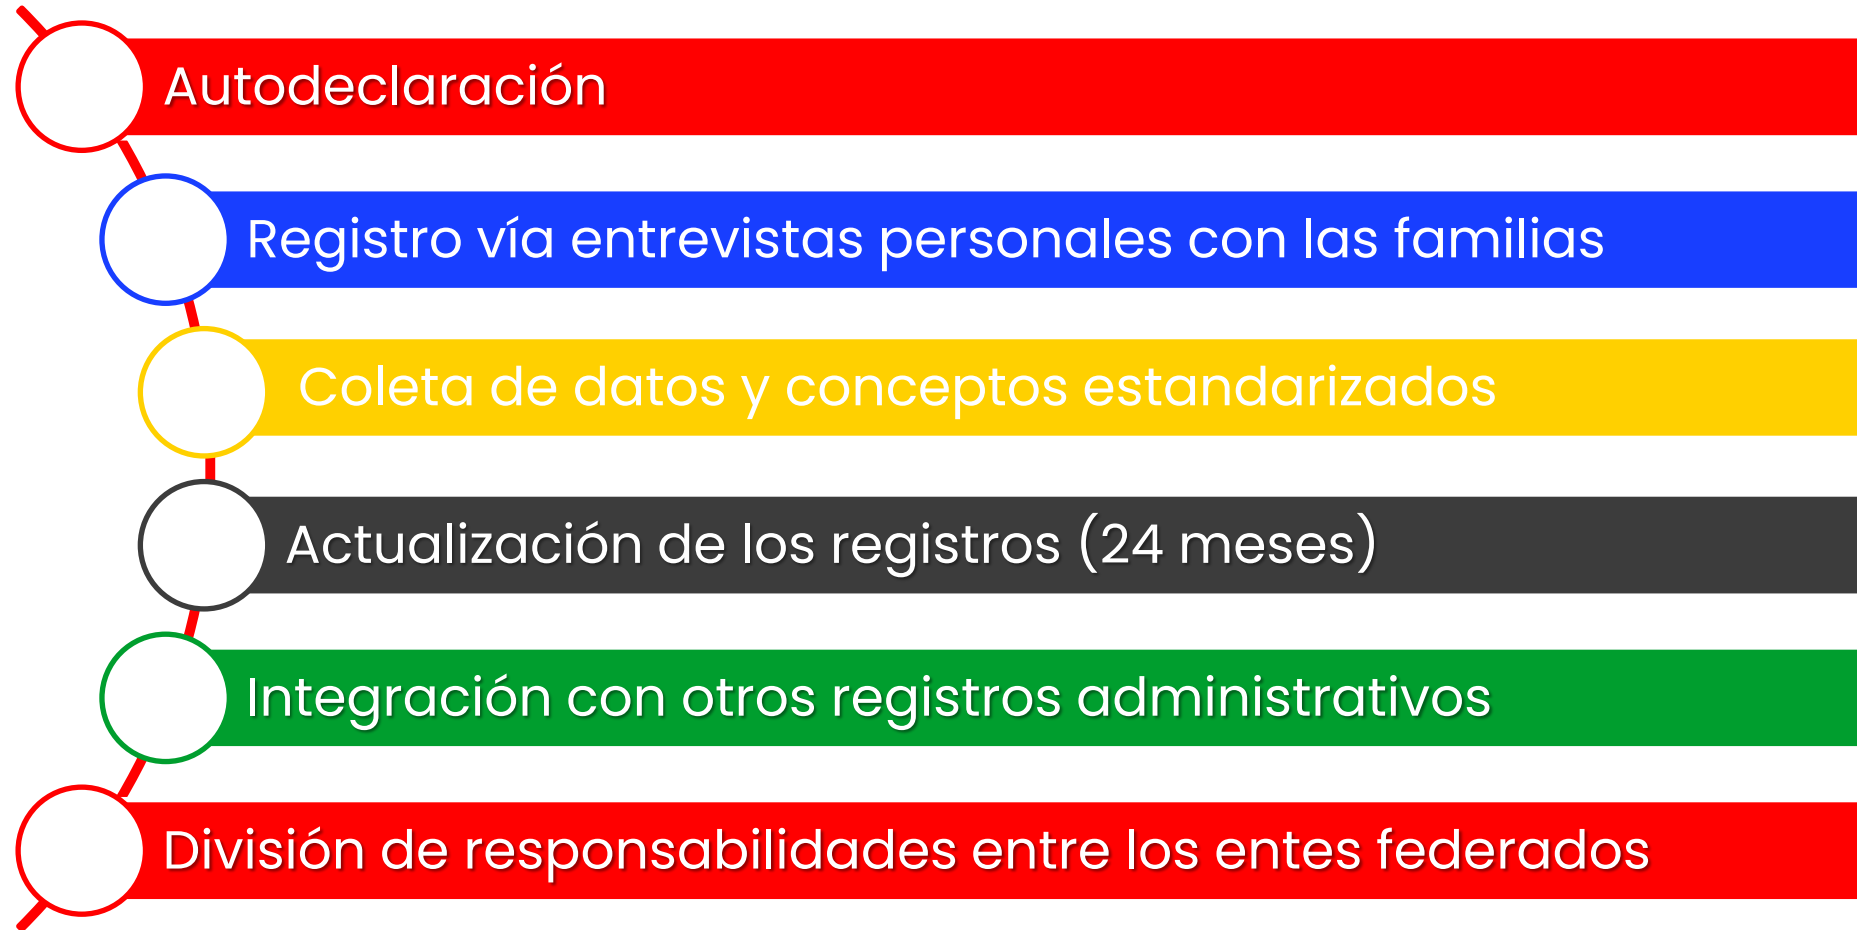 Autodeclaración
Registro vía entrevistas personales con las familias
Coleta de datos y conceptos estandarizados
Actualización de los registros (24 meses)
Integración con otros registros administrativos
División de responsabilidades entre los entes federados